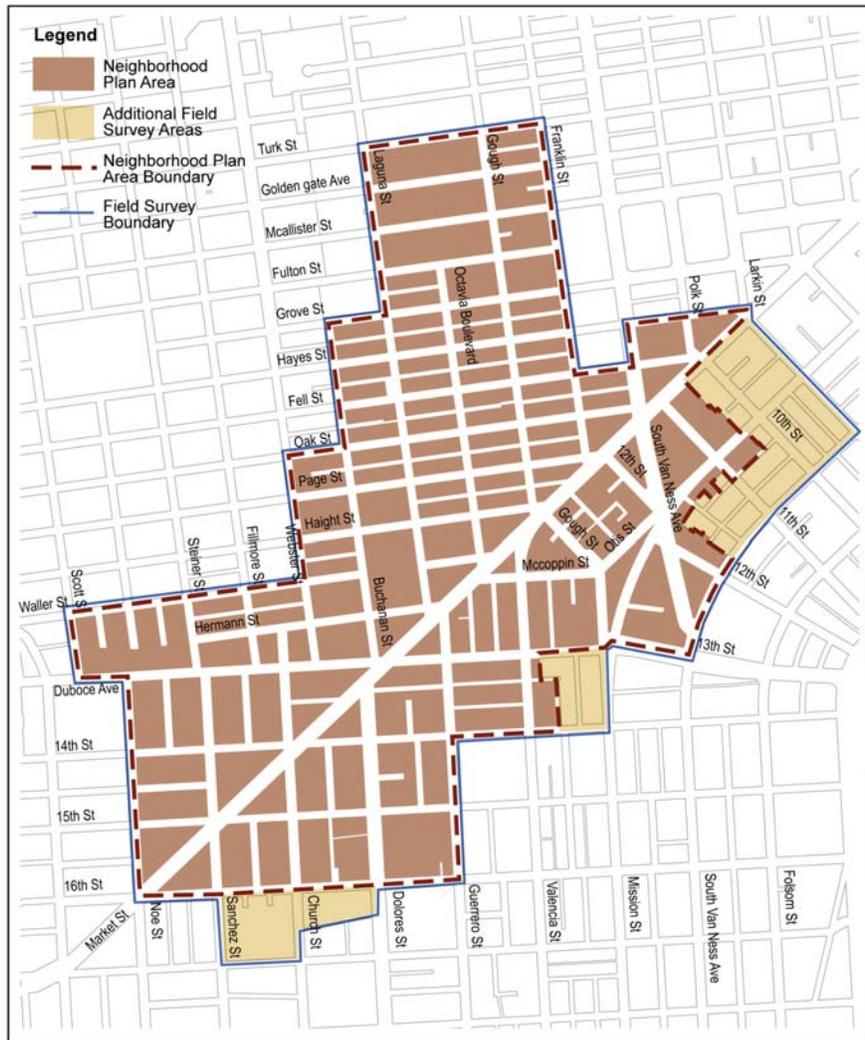 Legend
Neighborhood
Plan Area
Additional Field
Survey Areas
Neighborhood Plan
Area Boundary
Field Survey
Boundary
Turk St
Golden gate Ave
Mcallister St
Fulton St
Grove St
Hayes St
Fell St
Oak St
Page St
Haight St
Laguna St
Gough St
Franklin St
Octavia Boulevard
Polk St
Larkin St
10th St
11th St
12th St
12th St
South Van Ness Ave
Gough St
Otis St
Mccoppin St
13th St
Scott S
Steiner St
Fillmore St
Webster St
Waller St
Hermann St
Buchanan St
Duboce Ave
14th St
15th St
16th St
Market St
Noe St
Sanchez St
Church St
Dolores St
Guerrero St
Valencia St
Mission St
South Van Ness Ave
Folsom St